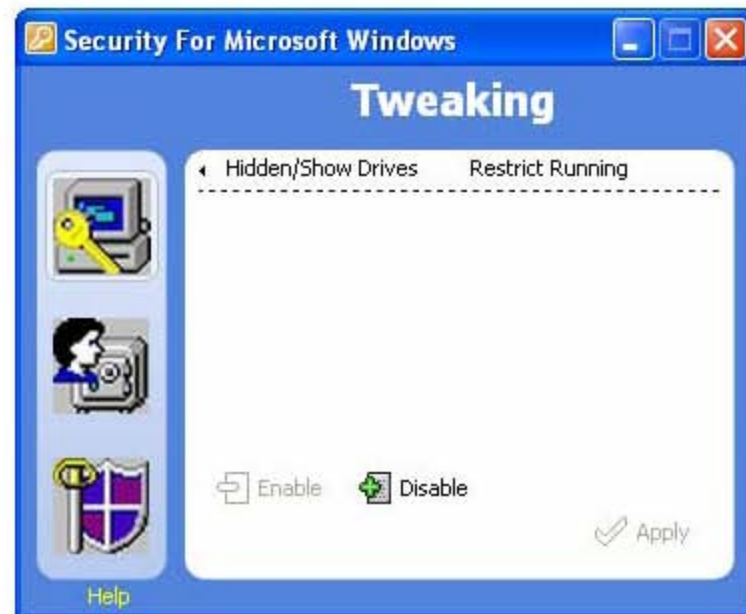 Security For Microsoft Windows
Tweaking
Hidden/Show Drives Restrict Running
Enable Disable
Apply
Help